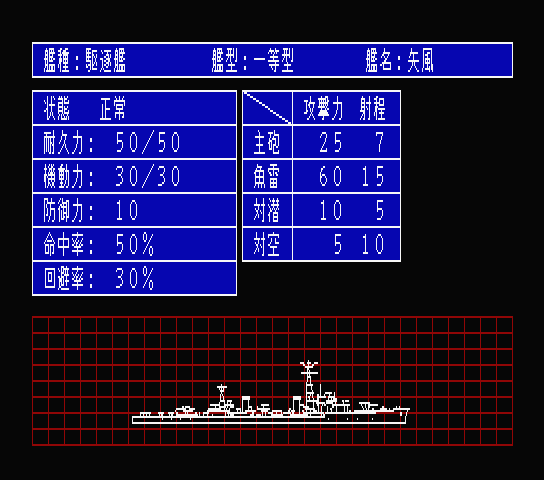 艦種：駆逐艦 艦型：一等型 艦名：矢風
状態 正常
耐久力： 50/50
機動力： 30/30
防御力： 10
命中率： 50%
回避率： 30%
攻撃力 射程
主砲 25 7
魚雷 60 15
対潜 10 5
対空 5 10